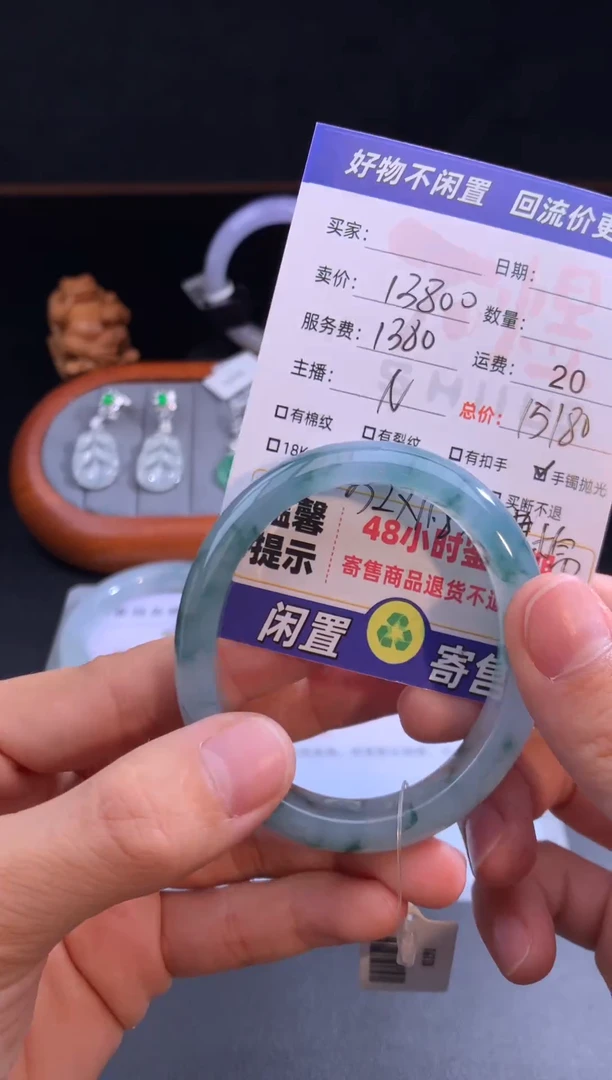 好物不闲置 回流价更
买家: 日期:
卖价: 13800 数量:
服务费: 1380 运费: 20
主播: N 总价: 15180
有棉纹 有裂纹 有扣手 手镯抛光
买断不退
馨
提示
48小时鉴
寄售商品退货不退
闲置 寄售